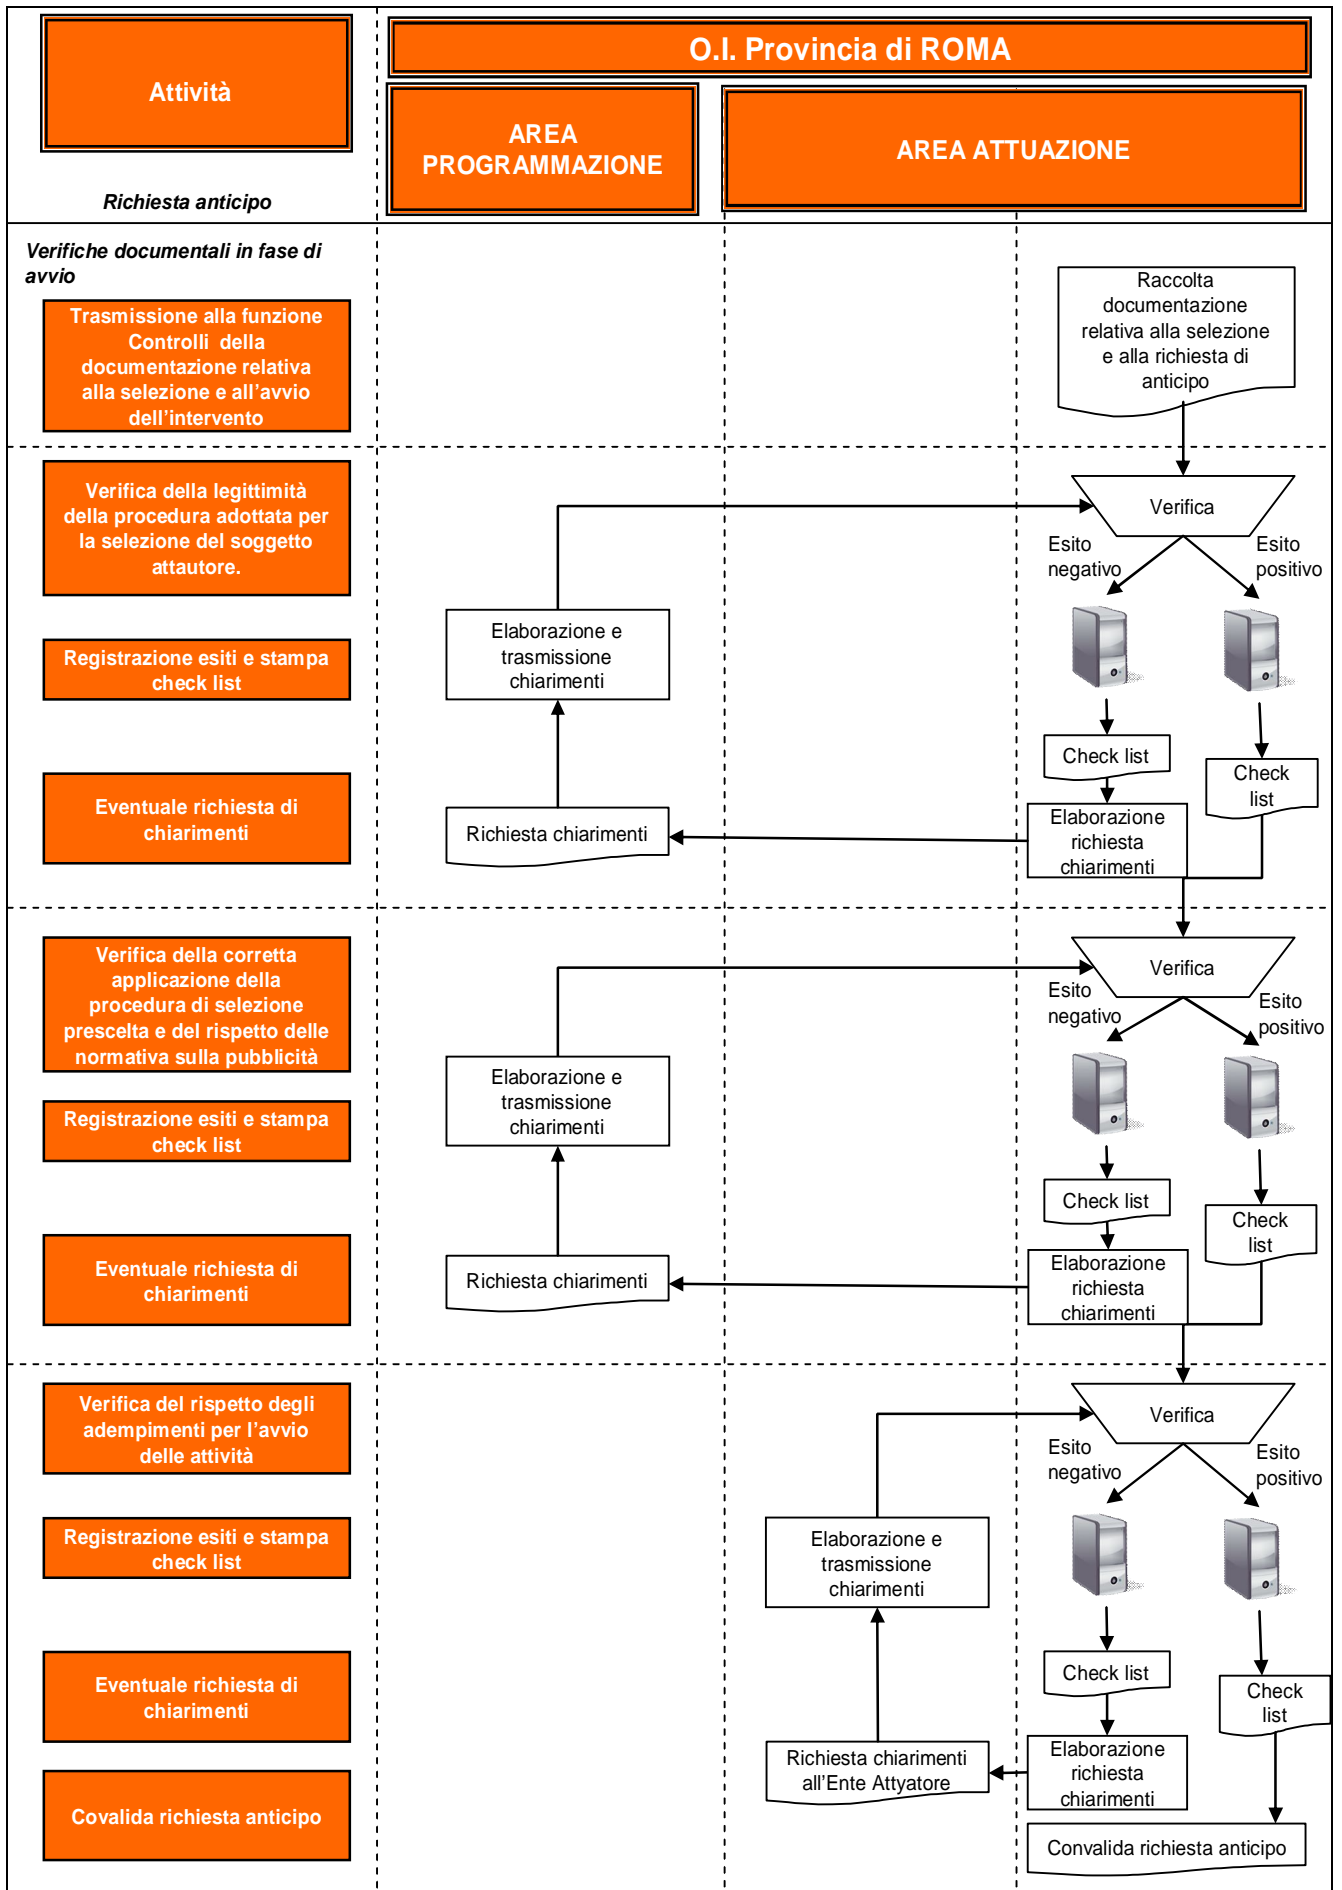 Attività
O.I. Provincia di ROMA
AREA
PROGRAMMAZIONE
AREA ATTUAZIONE
Richiesta anticipo
Verifiche documentali in fase di
avvio
Trasmissione alla funzione
Controlli della
documentazione relativa
alla selezione e all'avvio
dell'intervento
Raccolta
documentazione
relativa alla selezione
e alla richiesta di
anticipo
Verifica della legittimità
della procedura adottata per
la selezione del soggetto
attautore.
Verifica
Esito
negativo
Esito
positivo
Registrazione esiti e stampa
check list
Elaborazione e
trasmissione
chiarimenti
Check list
Check
list
Eventuale richiesta di
chiarimenti
Richiesta chiarimenti
Elaborazione
richiesta
chiarimenti
Verifica della corretta
applicazione della
procedura di selezione
prescelta e del rispetto delle
normativa sulla pubblicità
Verifica
Esito
negativo
Esito
positivo
Registrazione esiti e stampa
check list
Elaborazione e
trasmissione
chiarimenti
Check list
Check
list
Eventuale richiesta di
chiarimenti
Richiesta chiarimenti
Elaborazione
richiesta
chiarimenti
Verifica del rispetto degli
adempimenti per l'avvio
delle attività
Verifica
Esito
negativo
Esito
positivo
Registrazione esiti e stampa
check list
Elaborazione e
trasmissione
chiarimenti
Check list
Check
list
Eventuale richiesta di
chiarimenti
Richiesta chiarimenti
all'Ente Attyatore
Elaborazione
richiesta
chiarimenti
Covalida richiesta anticipo
Convalida richiesta anticipo